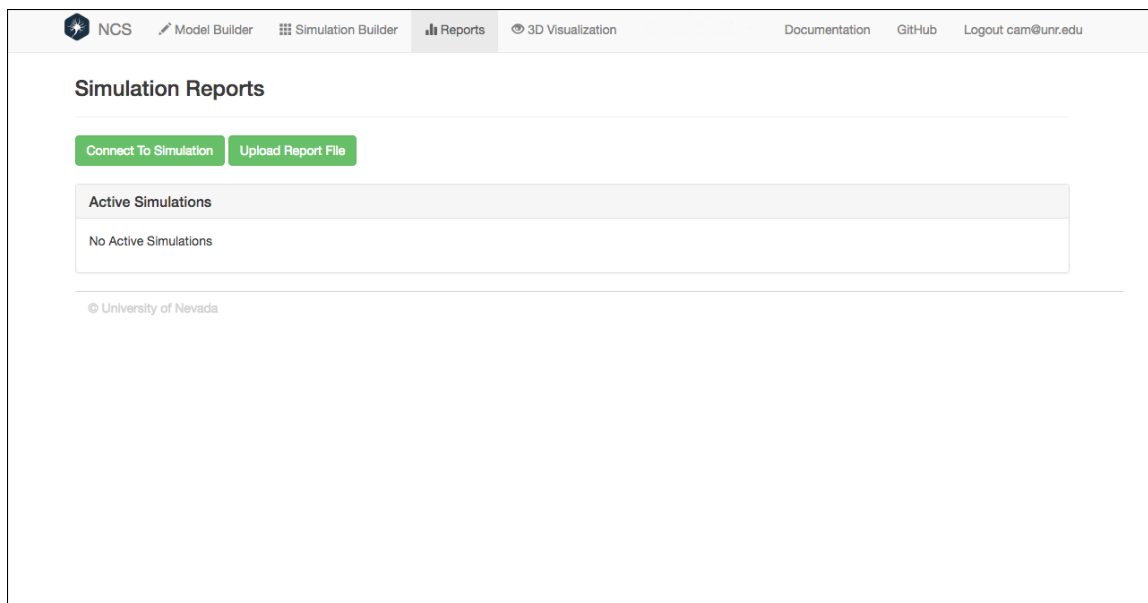 NCS Model Builder Simulation Builder Reports 3D Visualization Documentation GitHub Logout cam@unr.edu
Simulation Reports
Connect To Simulation Upload Report File
Active Simulations
No Active Simulations
© University of Nevada